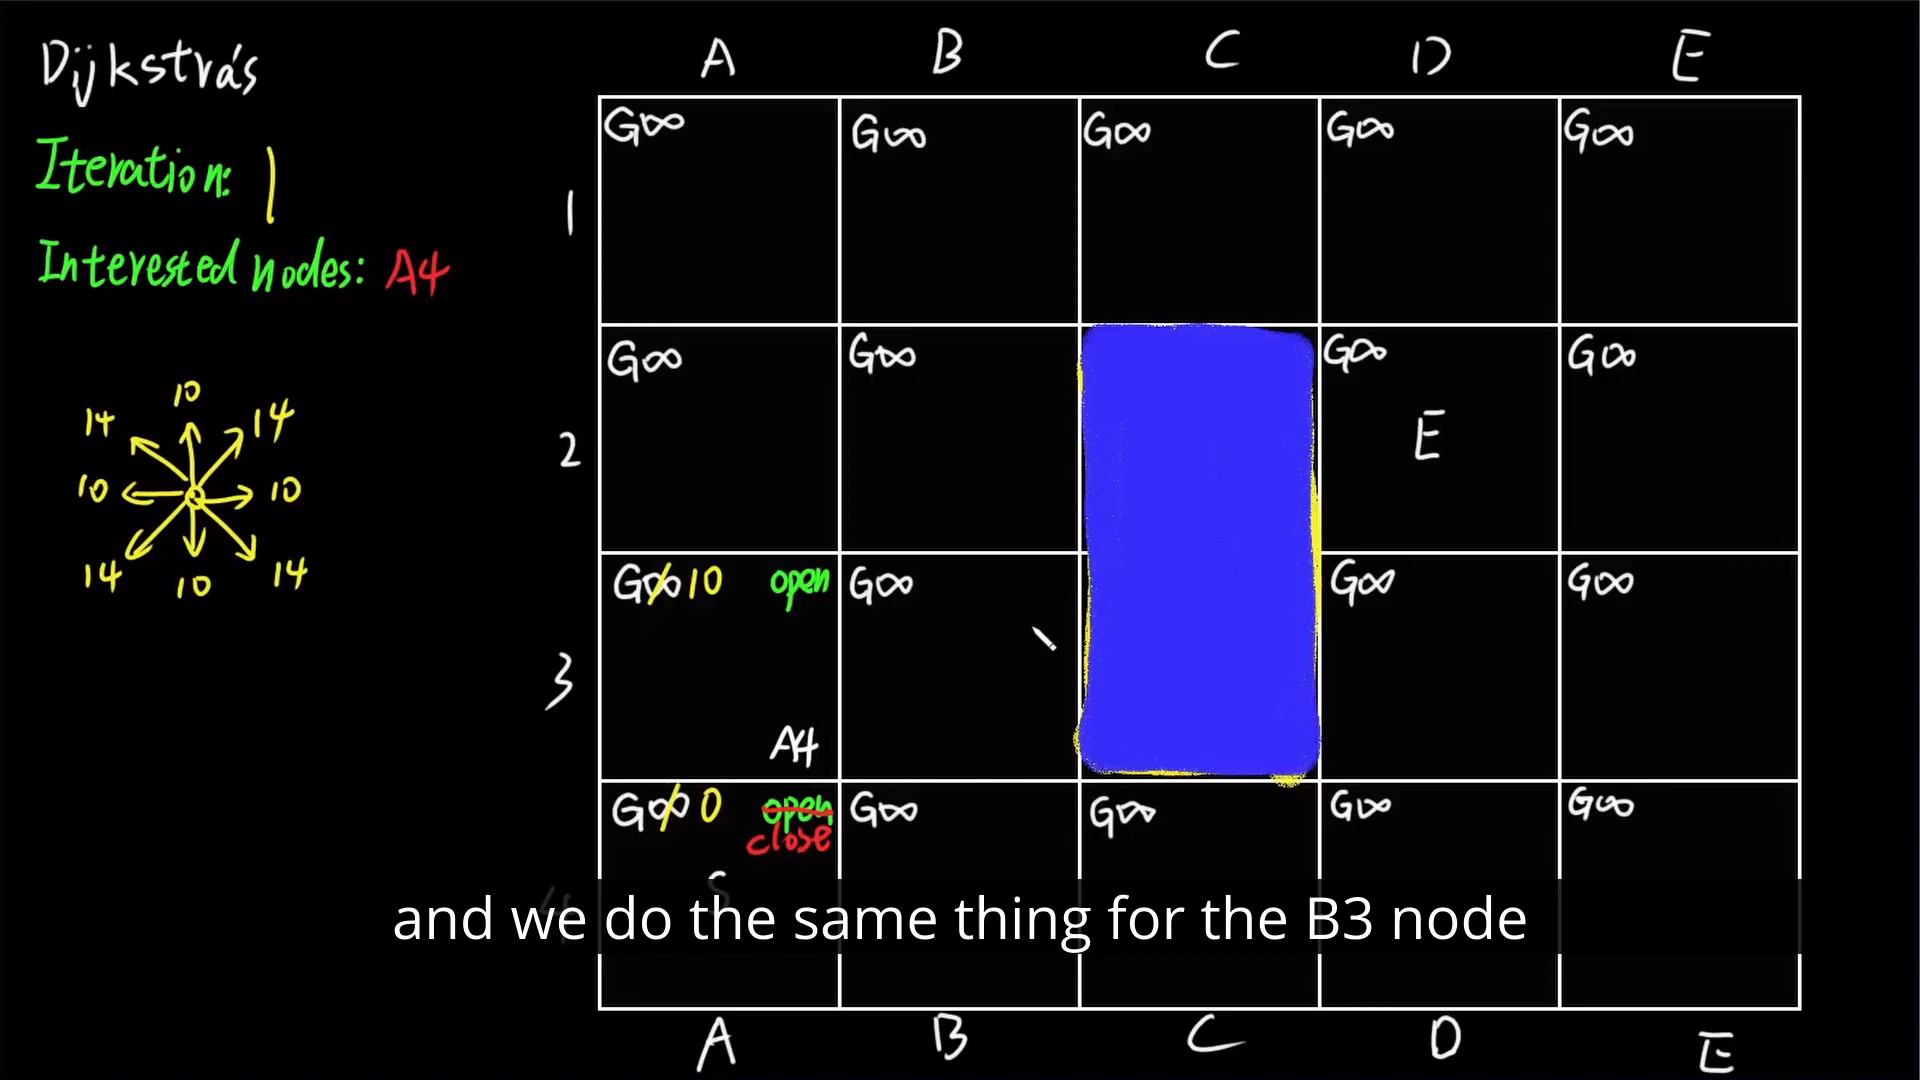 Dijkstra's
Iteration: 1
Interested nodes: A4
14 10 14
10 10
14 10 14
A B C D E
1 G∞ G∞ G∞ G∞ G∞
2 G∞ G∞ G∞ G∞
E
3 G∞ 10 open G∞ G∞ G∞
A4
G∞ 0 open G∞ G∞ G∞ G∞
close
S
and we do the same thing for the B3 node
A B C D E